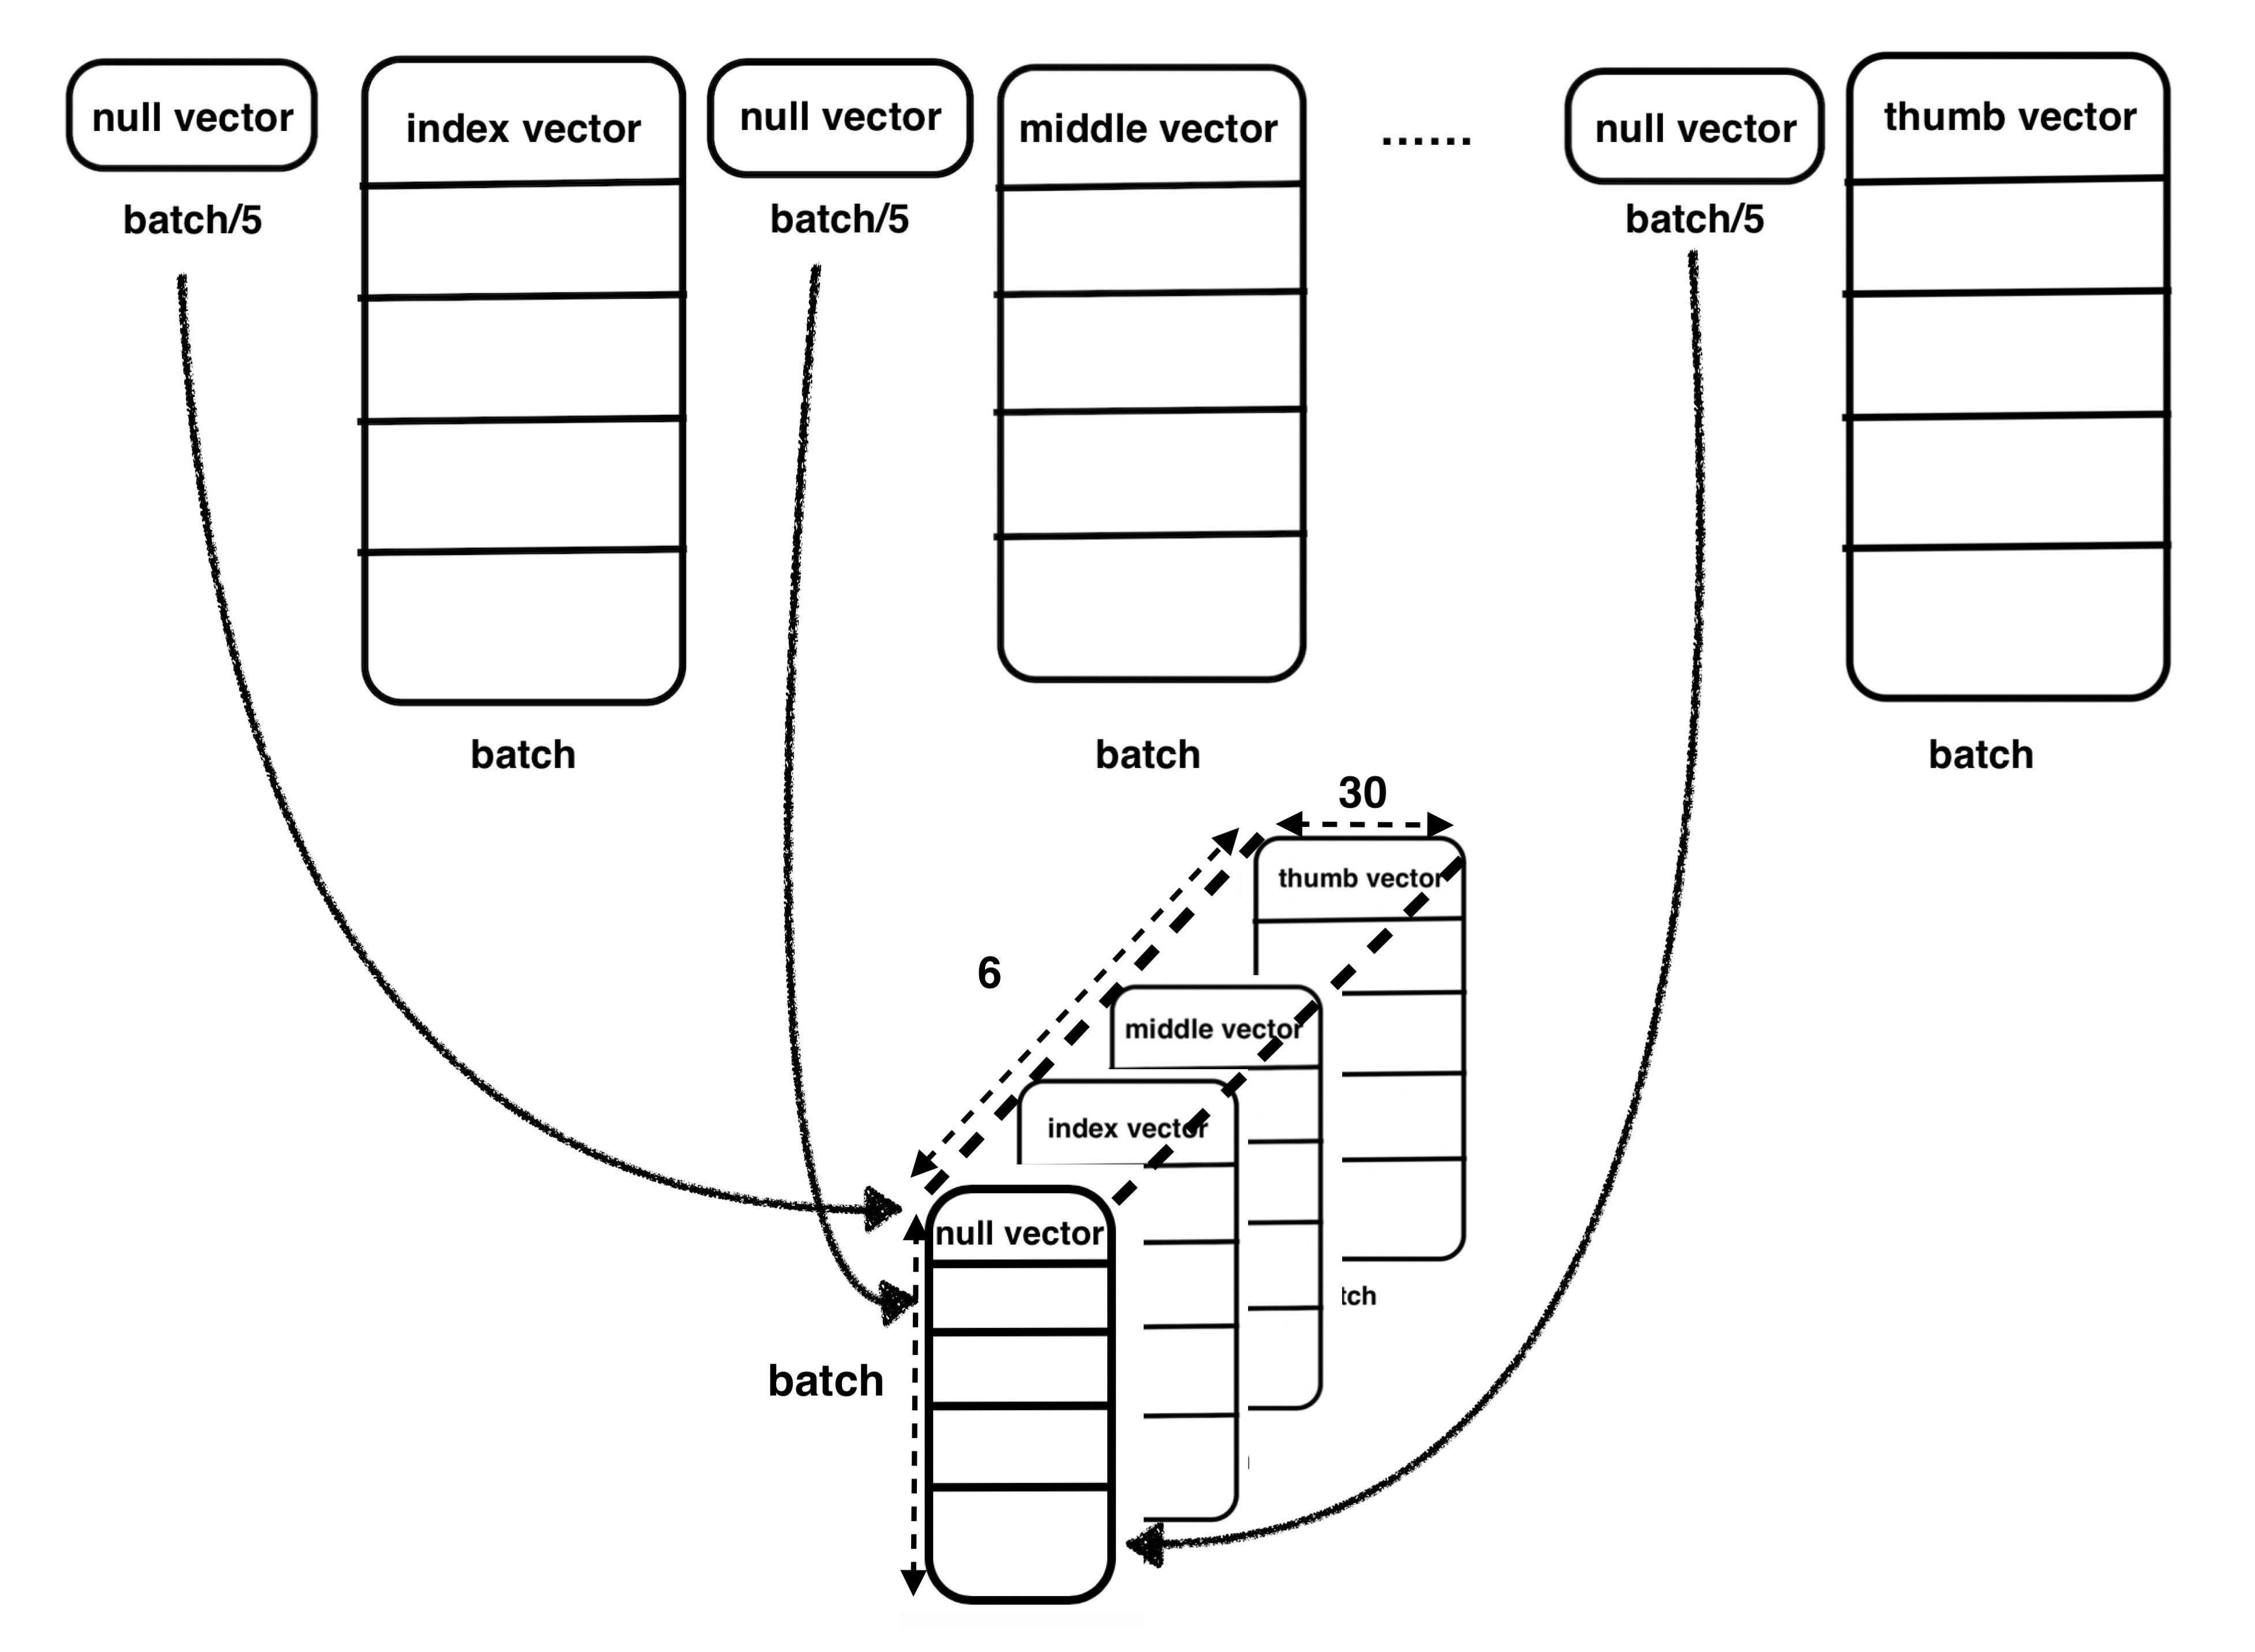 null vector
index vector
null vector
middle vector
......
null vector
thumb vector
batch/5
batch/5
batch/5
batch
batch
batch
30
thumb vector
6
middle vector
index vector
null vector
tch
batch